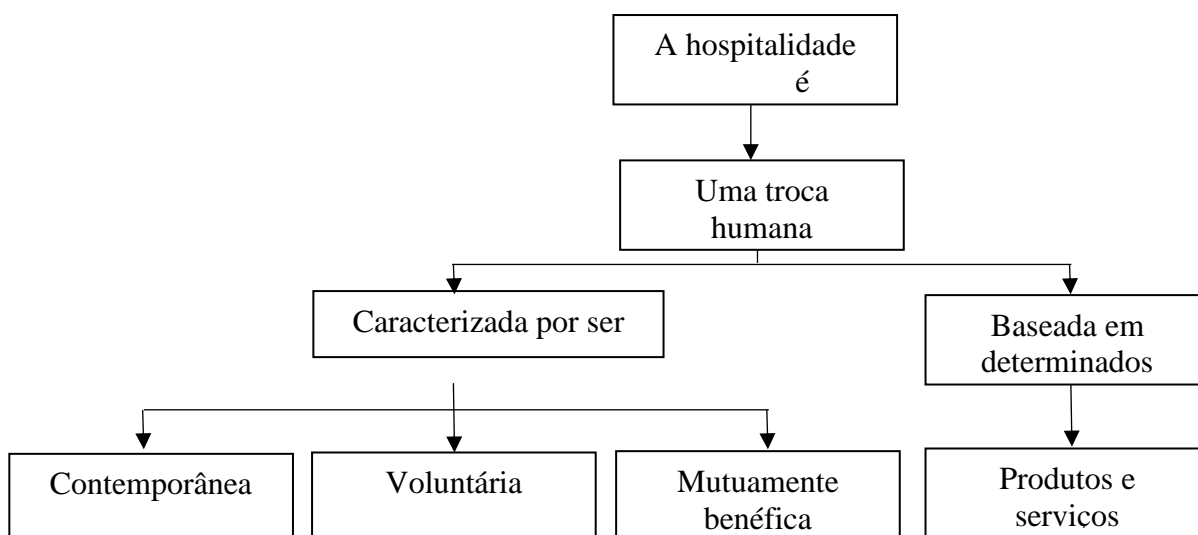 A hospitalidade
é
Uma troca
humana
Caracterizada por ser
Baseada em
determinados
Contemporânea
Voluntária
Mutuamente
benéfica
Produtos e
serviços